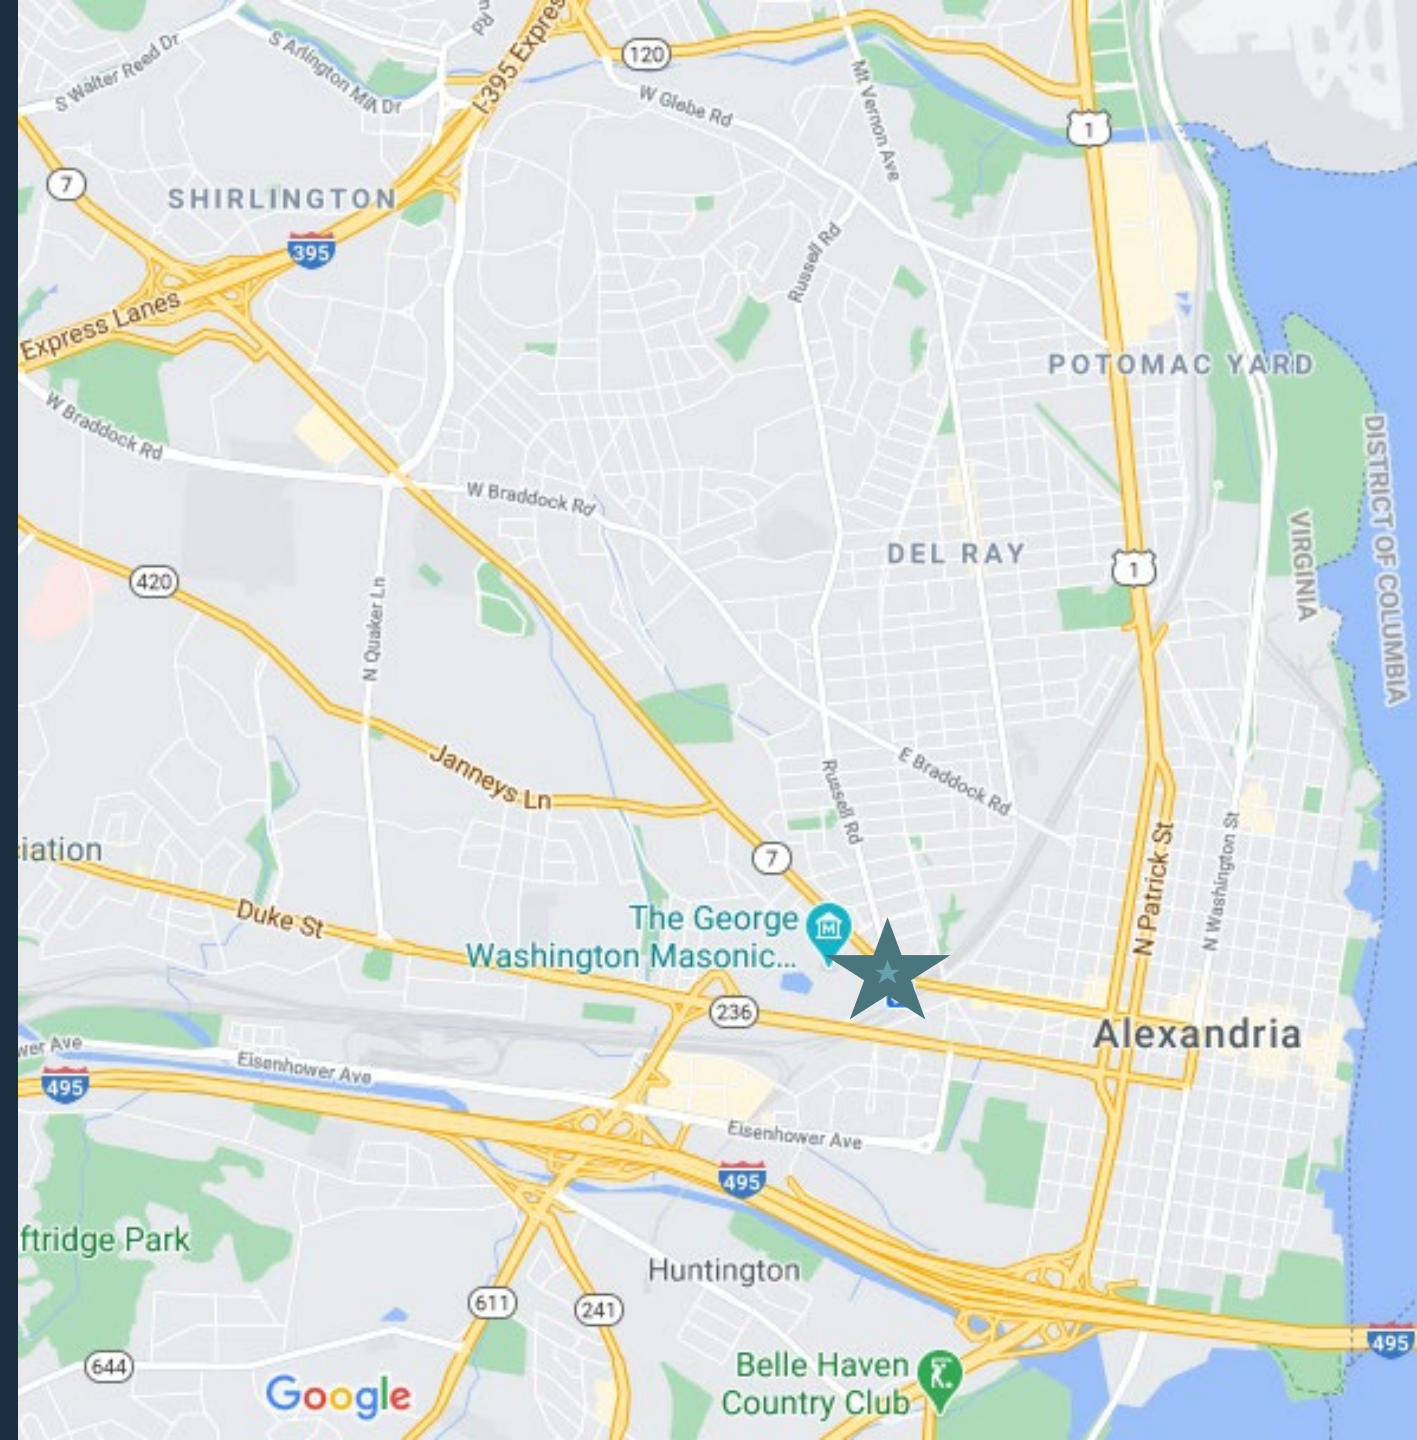 S Walter Reed Dr
S Arlington Mill Dr
I-395 Express
120
W Glebe Rd
Mt Vernon Ave
1
7
SHIRLINGTON
395
Express Lanes
Russell Rd
POTOMAC YARD
W Braddock Rd
W Braddock Rd
DISTRICT OF COLUMBIA
VIRGINIA
DEL RAY
1
420
N Quaker Ln
Janneys Ln
E Braddock Rd
Russell Rd
iation
7
N Patrick St
N Washington St
Duke St
The George
Washington Masonic...
236
Alexandria
wer Ave
495
Eisenhower Ave
Eisenhower Ave
495
ftridge Park
Huntington
611
241
495
644
Belle Haven
Country Club
Google